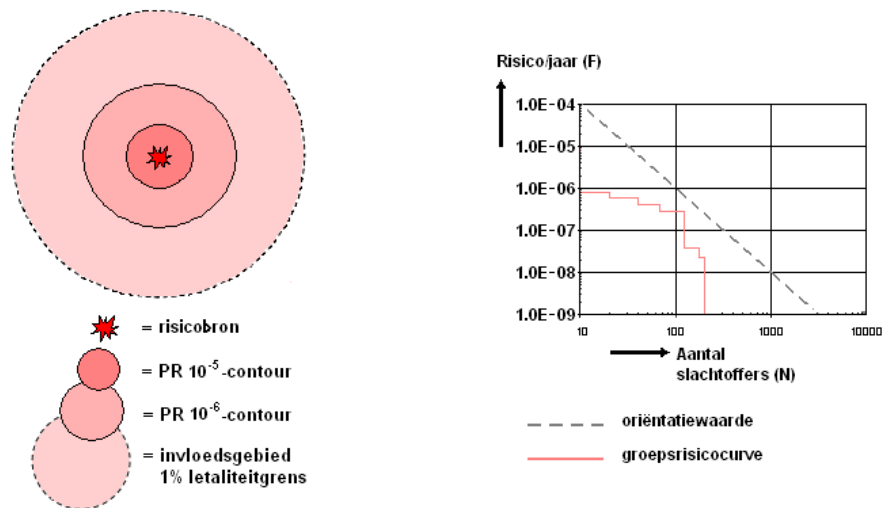 = risicobron
= PR 10-5-contour
= PR 10-6-contour
= invloedsgebied
1% letaliteitgrens
Risico/jaar (F)
1.0E-04
1.0E-05
1.0E-06
1.0E-07
1.0E-08
1.0E-09
10
100
1000
10000
Aantal
slachtoffers (N)
oriëntatiewaarde
groepsrisicocurve